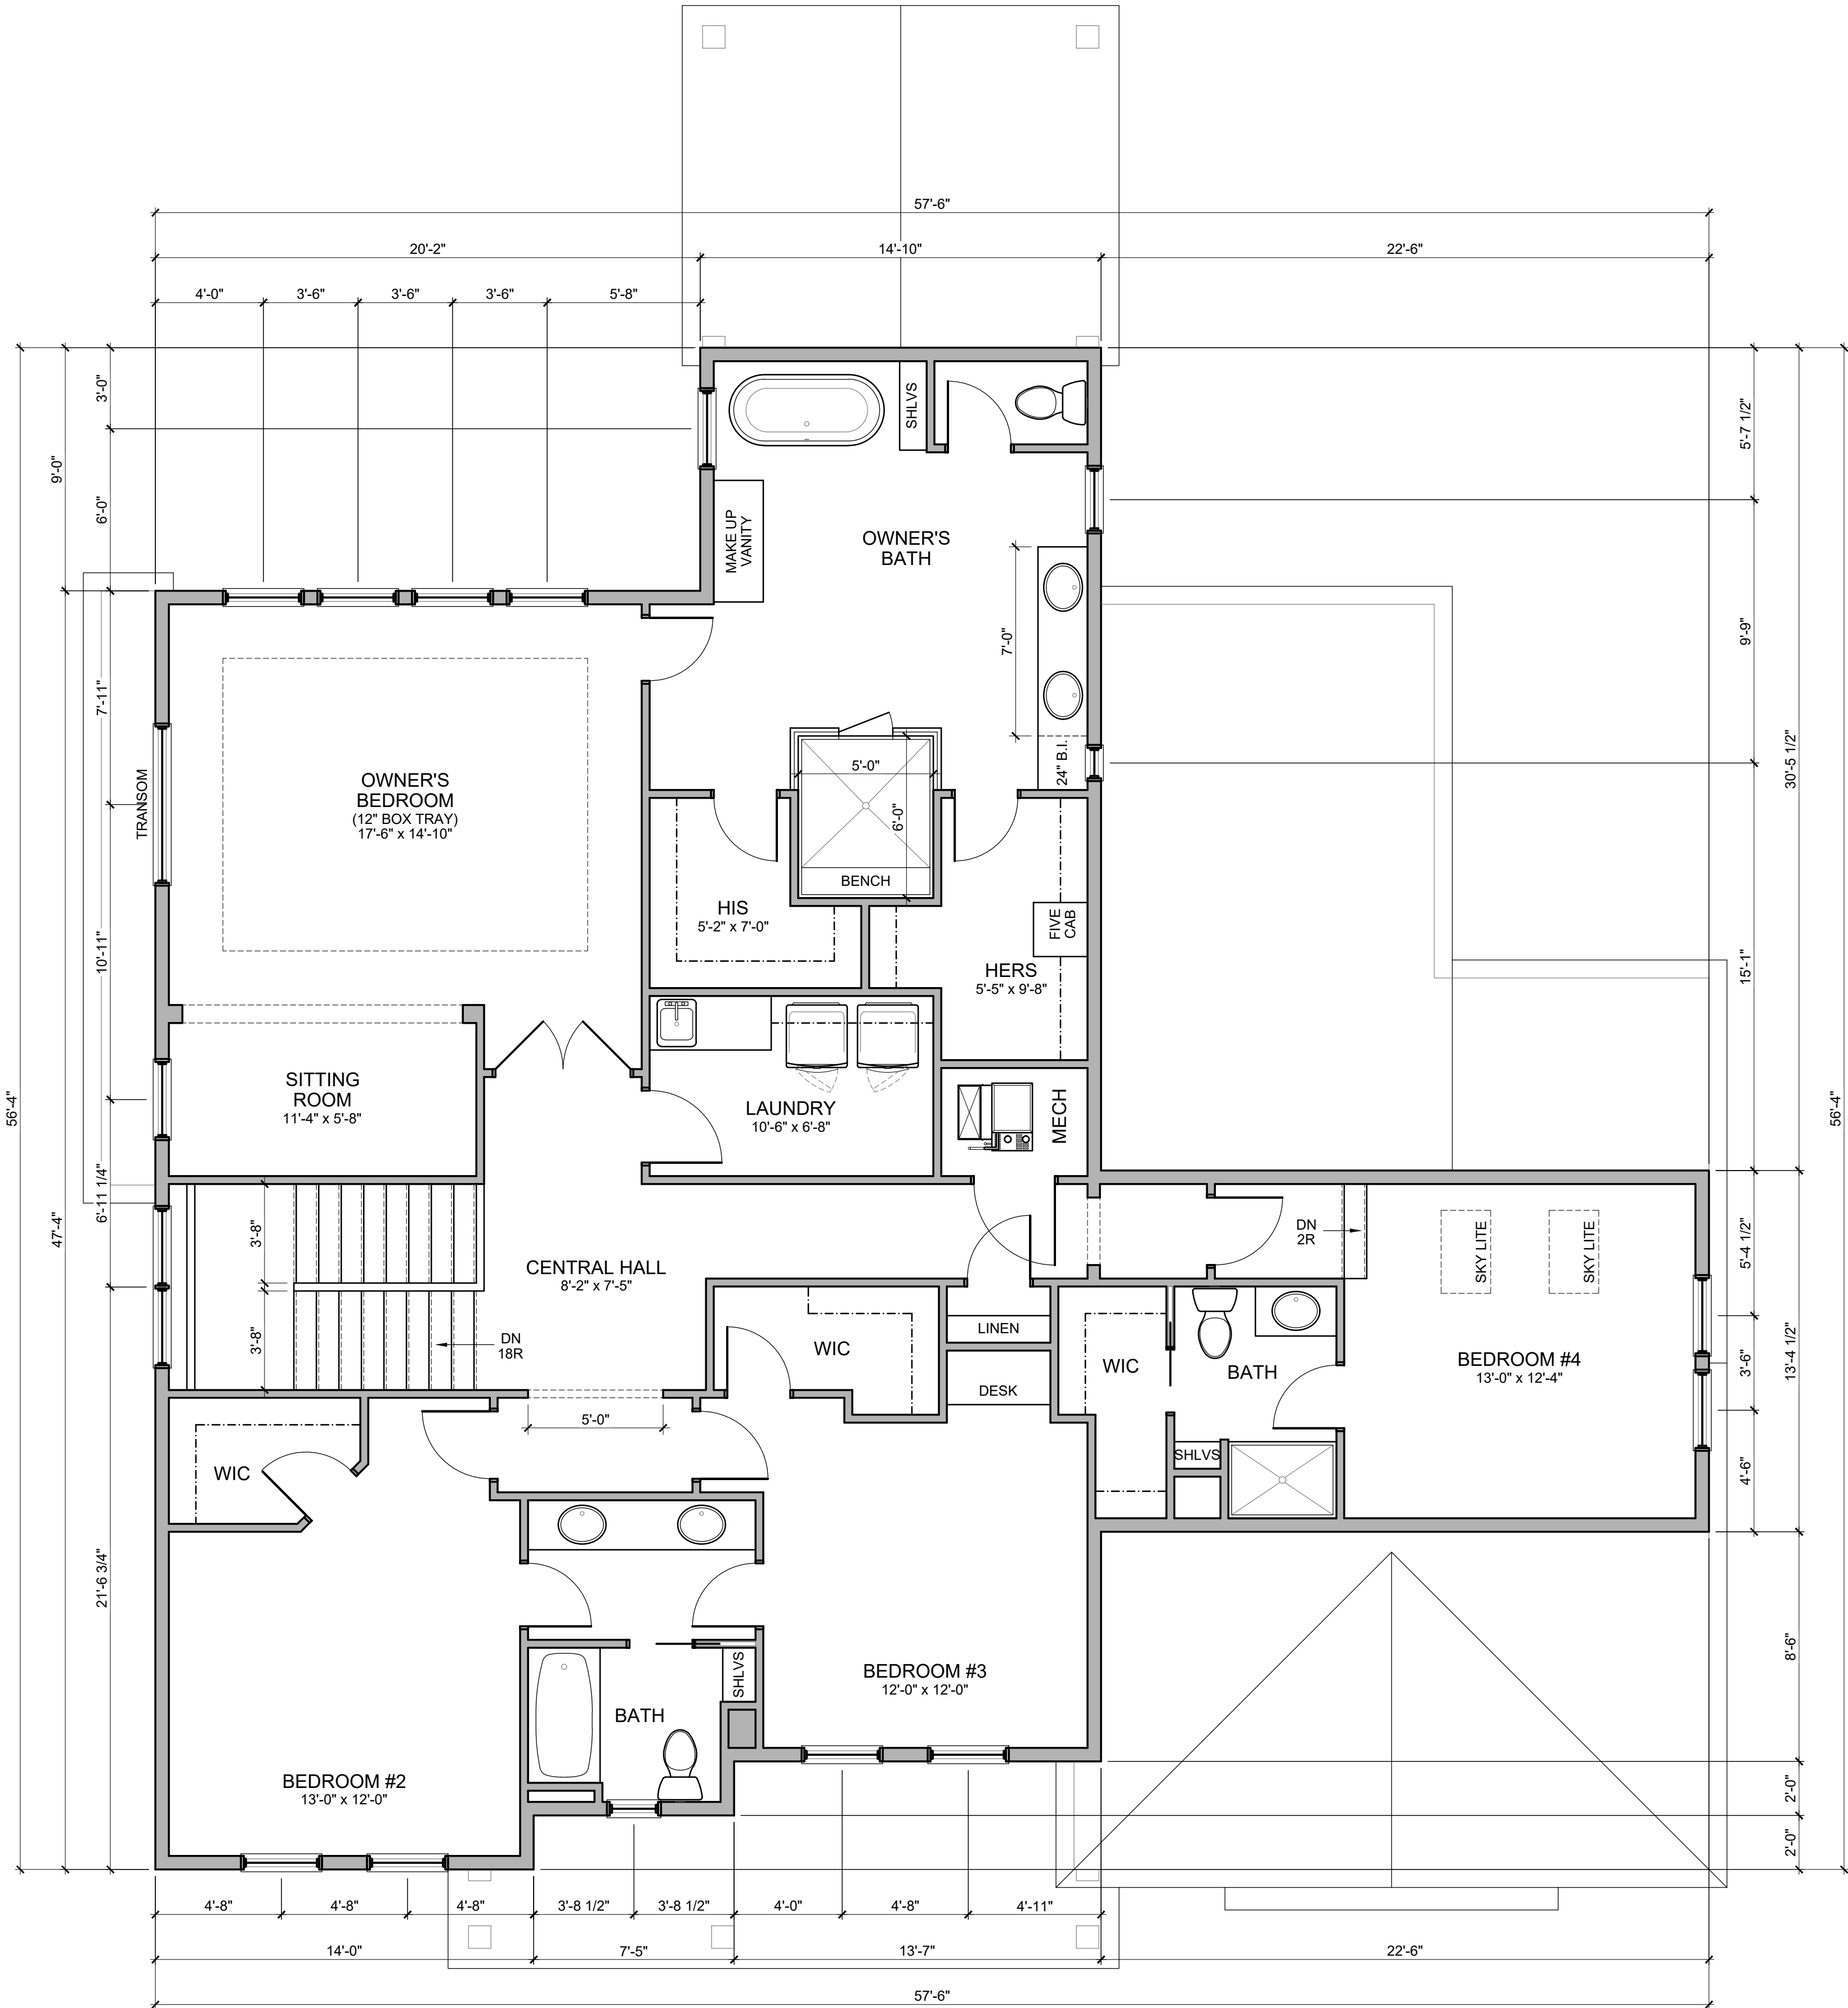 57'-6"
20'-2"
14'-10"
22'-6"
4'-0"
3'-6"
3'-6"
3'-6"
5'-8"
3'-0"
9'-0"
6'-0"
7'-11"
10'-11"
6'-11 1/4"
56'-4"
47'-4"
21'-6 3/4"
TRANSOM
SHLVS
MAKE UP
VANITY
OWNER'S
BATH
7'-0"
24" B.I.
5'-0"
6'-0"
BENCH
OWNER'S
BEDROOM
(12" BOX TRAY)
17'-6" x 14'-10"
HIS
5'-2" x 7'-0"
FIVE
CAB
HERS
5'-5" x 9'-8"
SITTING
ROOM
11'-4" x 5'-8"
LAUNDRY
10'-6" x 6'-8"
MECH
3'-8"
3'-8"
CENTRAL HALL
8'-2" x 7'-5"
DN
18R
DN
2R
SKY LITE
SKY LITE
WIC
LINEN
DESK
WIC
BATH
BEDROOM #4
13'-0" x 12'-4"
5'-0"
WIC
SHLVS
BEDROOM #3
12'-0" x 12'-0"
SHLVS
BATH
BEDROOM #2
13'-0" x 12'-0"
5'-7 1/2"
9'-9"
30'-5 1/2"
15'-1"
56'-4"
5'-4 1/2"
3'-6"
13'-4 1/2"
4'-6"
8'-6"
2'-0"
2'-0"
4'-8"
4'-8"
4'-8"
3'-8 1/2"
3'-8 1/2"
4'-0"
4'-8"
4'-11"
14'-0"
7'-5"
13'-7"
22'-6"
57'-6"